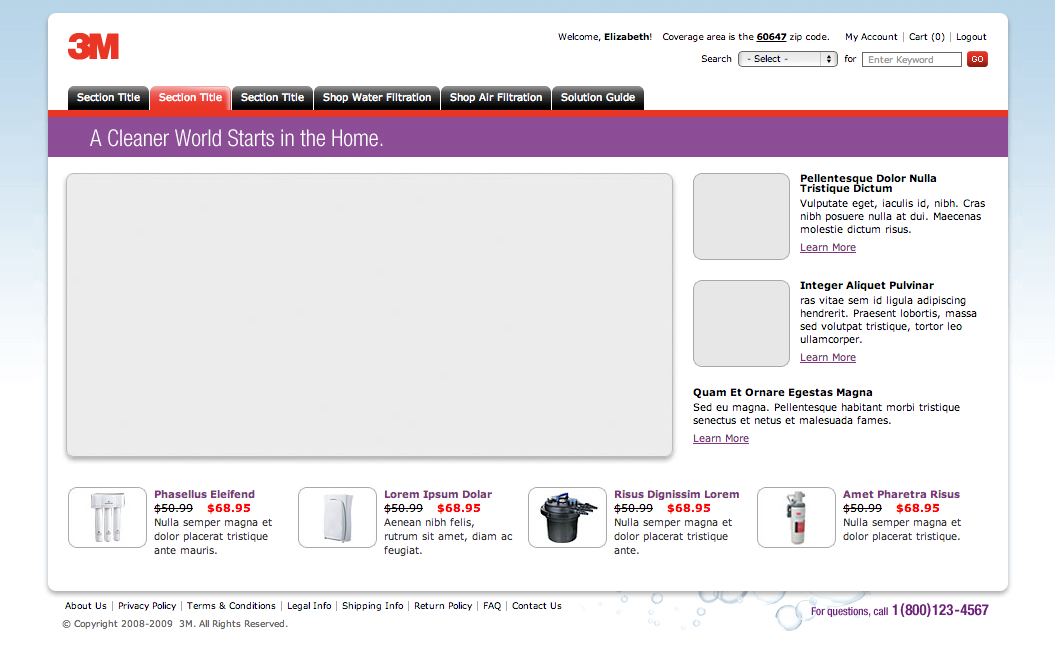 3M
Welcome, Elizabeth! Coverage area is the 60647 zip code. My Account | Cart (0) | Logout
Search - Select - for Enter Keyword GO
Section Title Section Title Section Title Shop Water Filtration Shop Air Filtration Solution Guide
A Cleaner World Starts in the Home.
Pellentesque Dolor Nulla
Tristique Dictum
Vulputate eget, iaculis id, nibh. Cras
nibh posuere nulla at dui. Maecenas
molestie dictum risus.
Learn More
Integer Aliquet Pulvinar
ras vitae sem id ligula adipiscing
hendrerit. Praesent lobortis, massa
sed volutpat tristique, tortor leo
ullamcorper.
Learn More
Quam Et Ornare Egestas Magna
Sed eu magna. Pellentesque habitant morbi tristique
senectus et netus et malesuada fames.
Learn More
Phasellus Eleifend
$50.99 $68.95
Nulla semper magna et
dolor placerat tristique
ante mauris.
Lorem Ipsum Dolar
$50.99 $68.95
Aenean nibh felis,
rutrum sit amet, diam ac
feugiat.
Risus Dignissim Lorem
$50.99 $68.95
Nulla semper magna et
dolor placerat tristique
ante.
Amet Pharetra Risus
$50.99 $68.95
Nulla semper magna et
dolor placerat tristique.
About Us | Privacy Policy | Terms & Conditions | Legal Info | Shipping Info | Return Policy | FAQ | Contact Us
For questions, call 1(800)123-4567
© Copyright 2008-2009 3M. All Rights Reserved.